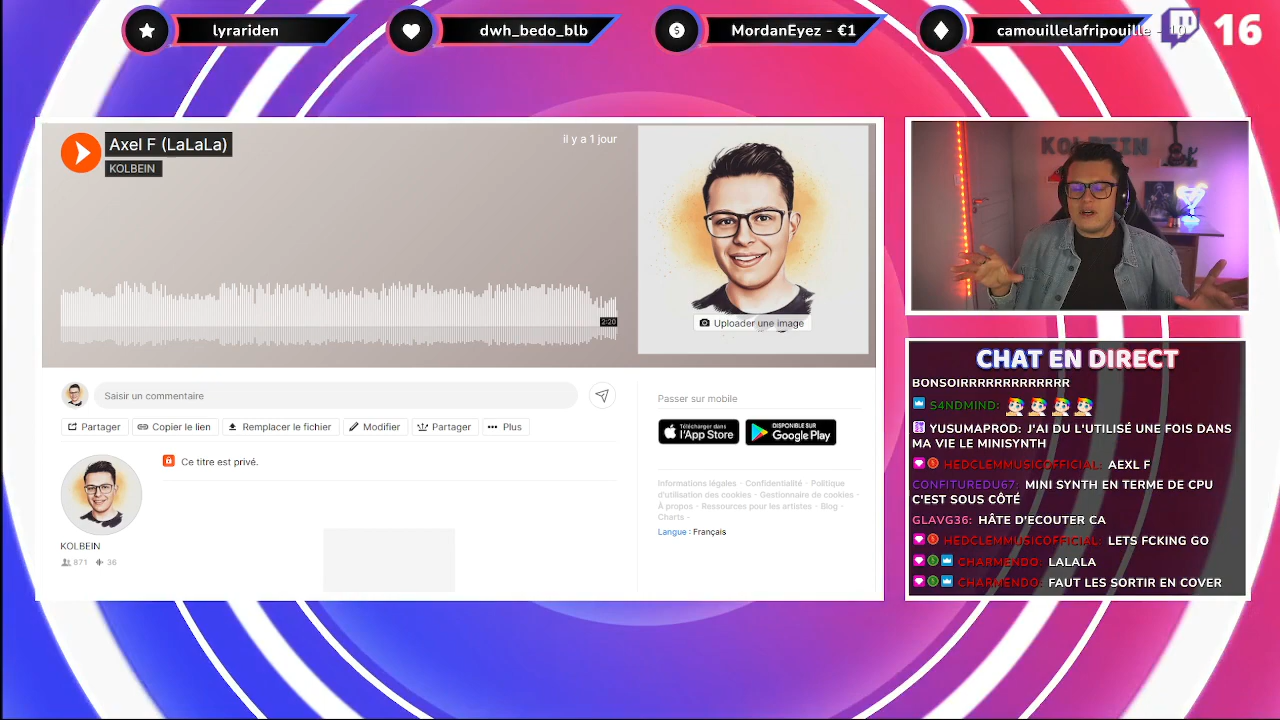 lyrariden
dwh_bedo_blb
MordanEyez - €1
camouillelafripouille - 10
16
Axel F (LaLaLa)
KOLBEIN
il y a 1 jour
2:20
Uploader une image
Saisir un commentaire
Partager
Copier le lien
Remplacer le fichier
Modifier
Partager
Plus
Ce titre est privé.
KOLBEIN
871
36
Passer sur mobile
Télécharger dans
l'App Store
DISPONIBLE SUR
Google Play
Informations légales - Confidentialité - Politique
d'utilisation des cookies - Gestionnaire de cookies -
À propos - Ressources pour les artistes - Blog -
Charts -
Langue : Français
KOLBEIN
CHAT EN DIRECT
BONSOIRRRRRRRRRRRR
S4NDMIND:
YUSUMAPROD: J'AI DU L'UTILISÉ UNE FOIS DANS
MA VIE LE MINISYNTH
HEDCLEMMUSICOFFICIAL: AEXL F
CONFITUREDU67: MINI SYNTH EN TERME DE CPU
C'EST SOUS CÔTÉ
GLAVG36: HÂTE D'ECOUTER CA
HEDCLEMMUSICOFFICIAL: LETS FCKING GO
CHARMENDO: LALALA
CHARMENDO: FAUT LES SORTIR EN COVER